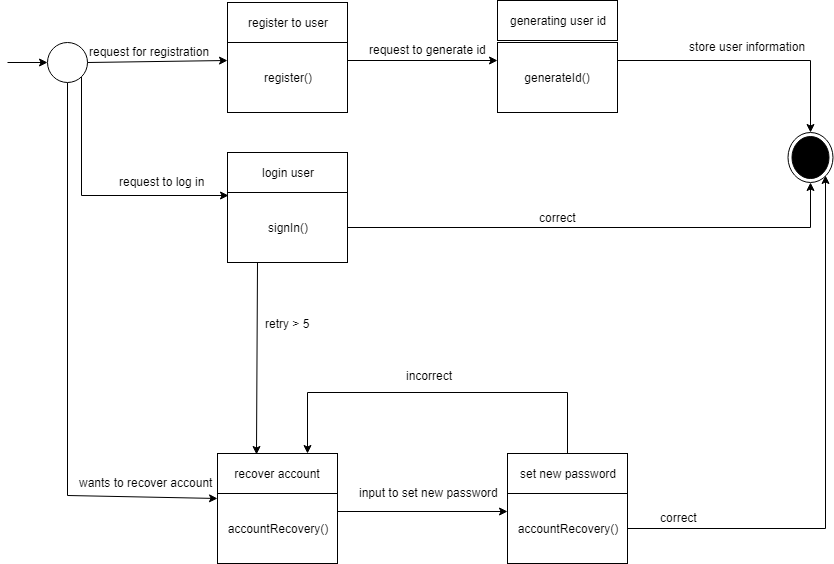 register to user
generating user id
request for registration
request to generate id
store user information
register()
generateId()
login user
request to log in
signIn()
correct
retry > 5
incorrect
recover account
set new password
wants to recover account
input to set new password
accountRecovery()
accountRecovery()
correct